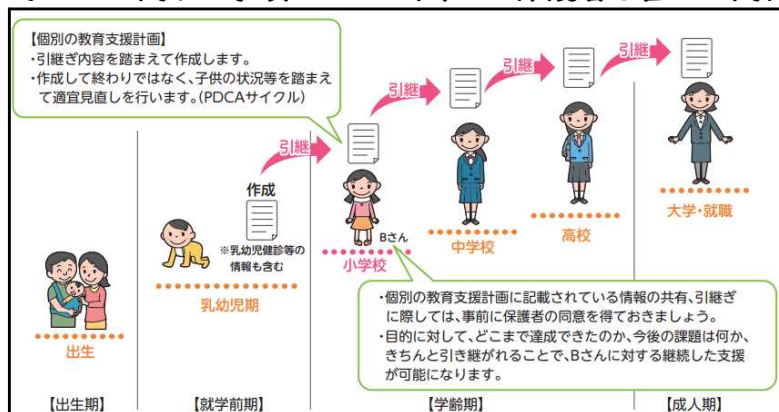 【個別の教育支援計画】
・引継ぎ内容を踏まえて作成します。
・作成して終わりではなく、子供の状況等を踏まえ
て適宜見直しを行います。(PDCAサイクル)
引継
引継
引継
引継
作成
※乳幼児健診等の
情報も含む
Bさん
出生
乳幼児期
小学校
中学校
高校
大学・就職
・個別の教育支援計画に記載されている情報の共有、引継ぎ
に際しては、事前に保護者の同意を得ておきましょう。
・目的に対して、どこまで達成できたのか、今後の課題は何か、
きちんと引き継がれることで、Bさんに対する継続した支援
が可能になります。
【出生期】
【就学前期】
【学齢期】
【成人期】